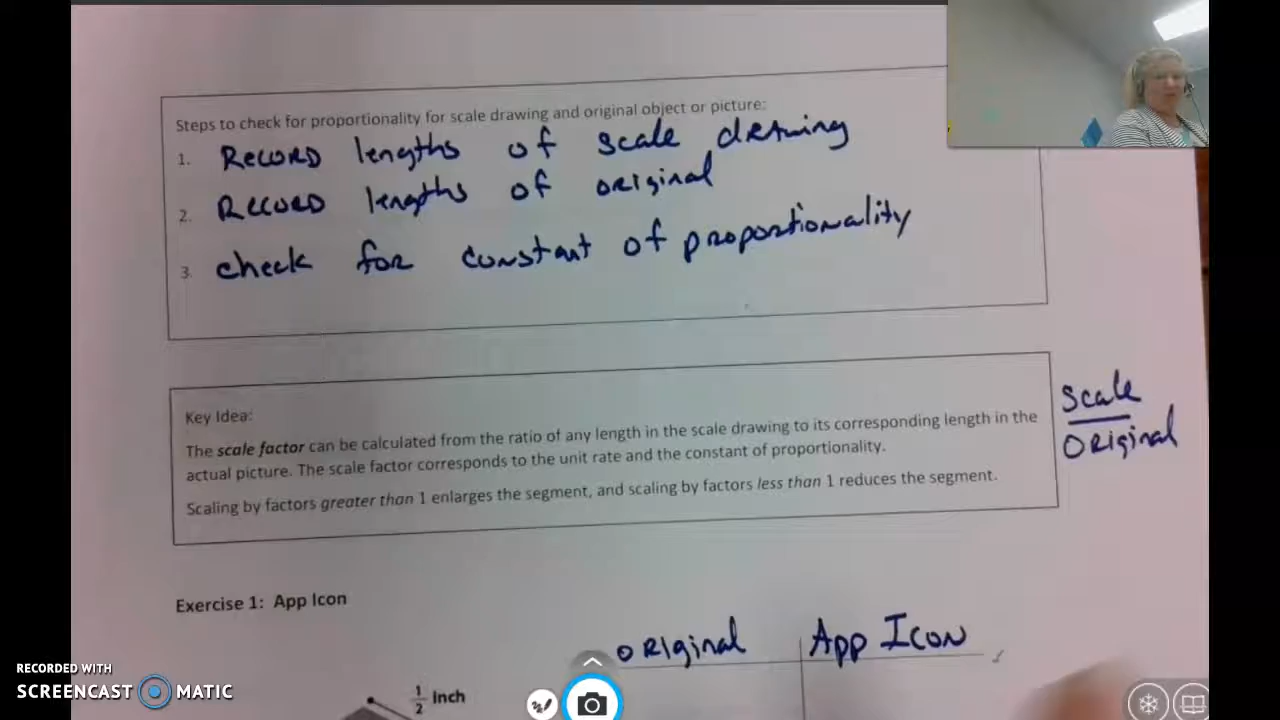 Steps to check for proportionality for scale drawing and original object or picture:
1. Record lengths of scale drawing
2. Record lengths of original
3. check for constant of proportionality
Key Idea:
The scale factor can be calculated from the ratio of any length in the scale drawing to its corresponding length in the
actual picture. The scale factor corresponds to the unit rate and the constant of proportionality.
Scaling by factors greater than 1 enlarges the segment, and scaling by factors less than 1 reduces the segment.
Scale
Original
Exercise 1: App Icon
Original App Icon
1/2 Inch
RECORDED WITH
SCREENCAST MATIC